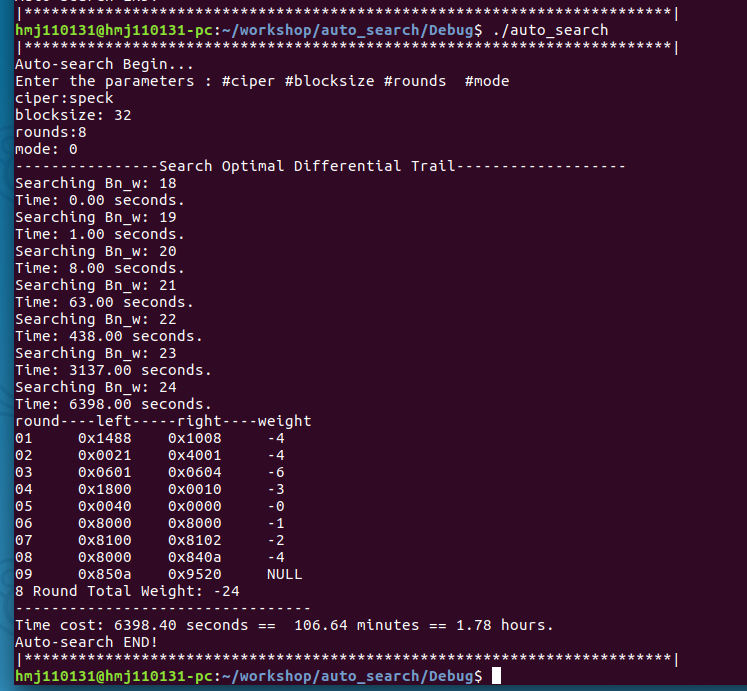 |************************************************************************|
hmj110131@hmj110131-pc:~/workshop/auto_search/Debug$ ./auto_search
|************************************************************************|
Auto-search Begin...
Enter the parameters : #ciper #blocksize #rounds  #mode
ciper:speck
blocksize: 32
rounds:8
mode: 0
----------------Search Optimal Differential Trail-------------------
Searching Bn_w: 18
Time: 0.00 seconds.
Searching Bn_w: 19
Time: 1.00 seconds.
Searching Bn_w: 20
Time: 8.00 seconds.
Searching Bn_w: 21
Time: 63.00 seconds.
Searching Bn_w: 22
Time: 438.00 seconds.
Searching Bn_w: 23
Time: 3137.00 seconds.
Searching Bn_w: 24
Time: 6398.00 seconds.
round----left-----right----weight
01     0x1488    0x1008     -4
02     0x0021    0x4001     -4
03     0x0601    0x0604     -6
04     0x1800    0x0010     -3
05     0x0040    0x0000     -0
06     0x8000    0x8000     -1
07     0x8100    0x8102     -2
08     0x8000    0x840a     -4
09     0x850a    0x9520     NULL
8 Round Total Weight: -24
---------------------------------
Time cost: 6398.40 seconds ==  106.64 minutes == 1.78 hours.
Auto-search END!
|************************************************************************|
hmj110131@hmj110131-pc:~/workshop/auto_search/Debug$